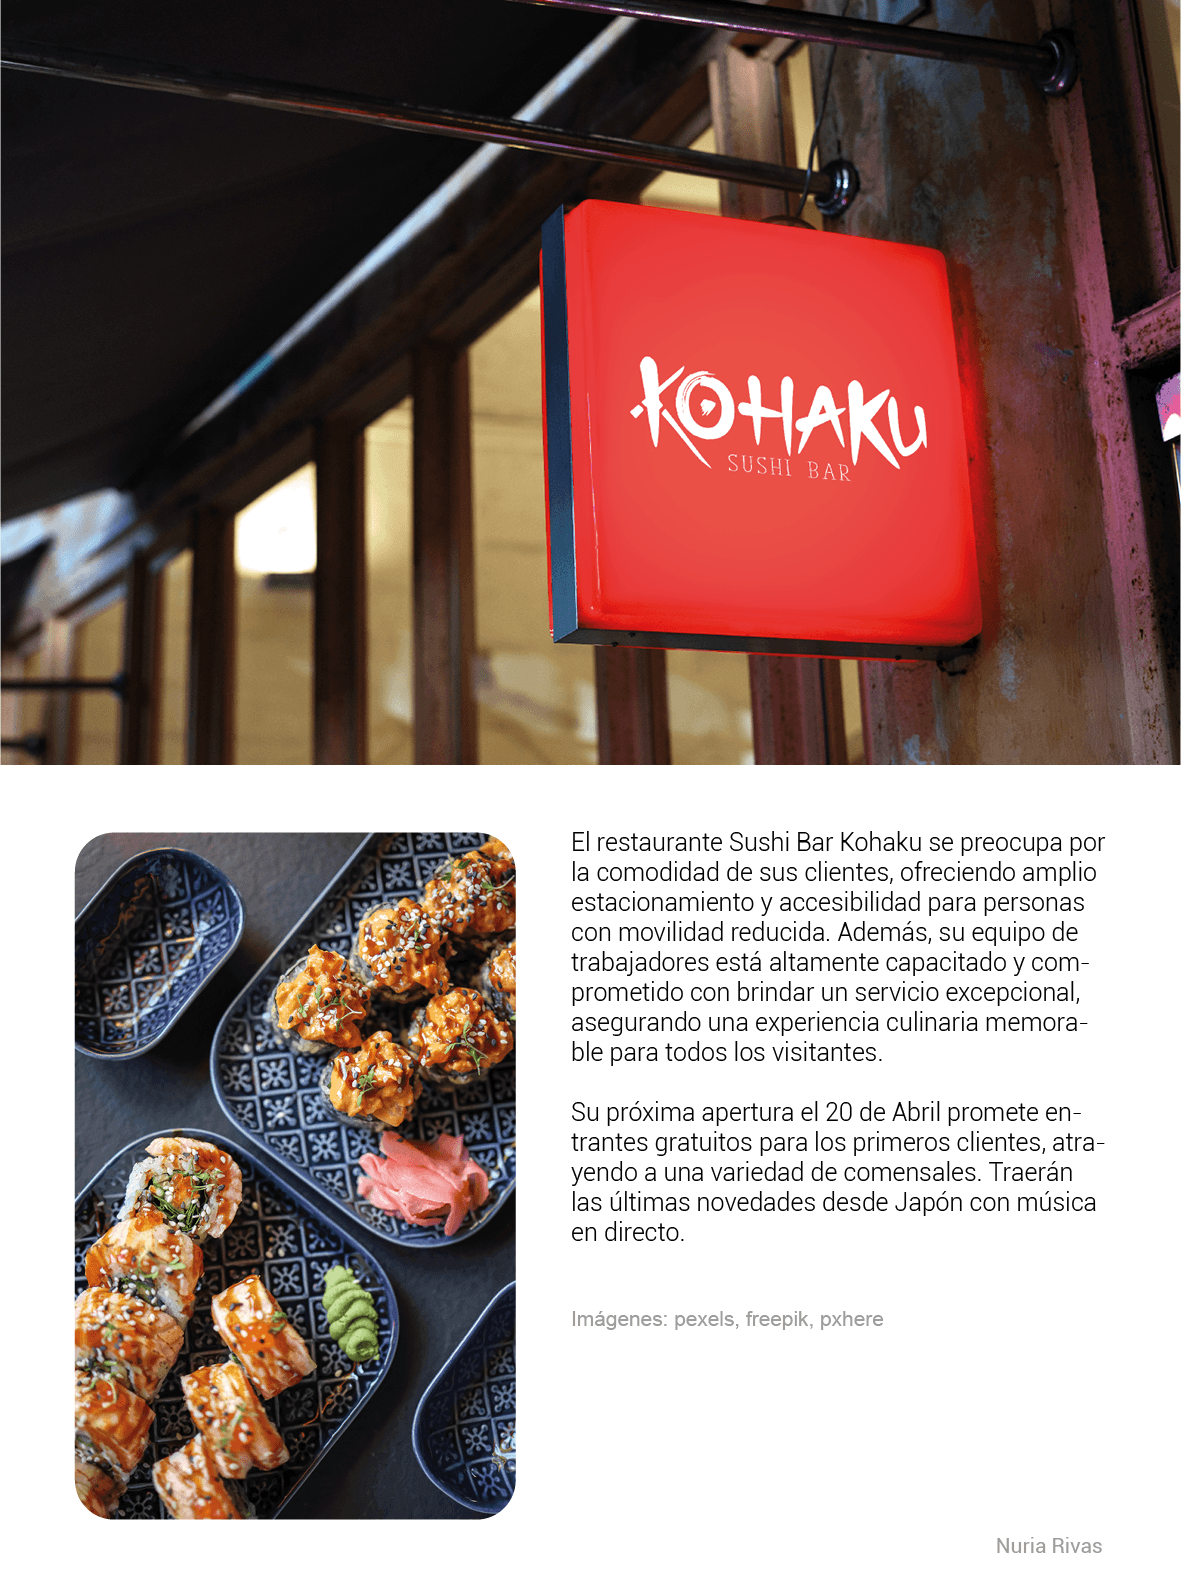 KOHAKU
SUSHI BAR
El restaurante Sushi Bar Kohaku se preocupa por
la comodidad de sus clientes, ofreciendo amplio
estacionamiento y accesibilidad para personas
con movilidad reducida. Además, su equipo de
trabajadores está altamente capacitado y com-
prometido con brindar un servicio excepcional,
asegurando una experiencia culinaria memora-
ble para todos los visitantes.
Su próxima apertura el 20 de Abril promete en-
trantes gratuitos para los primeros clientes, atra-
yendo a una variedad de comensales. Traerán
las últimas novedades desde Japón con música
en directo.
Imágenes: pexels, freepik, pxhere
Nuria Rivas